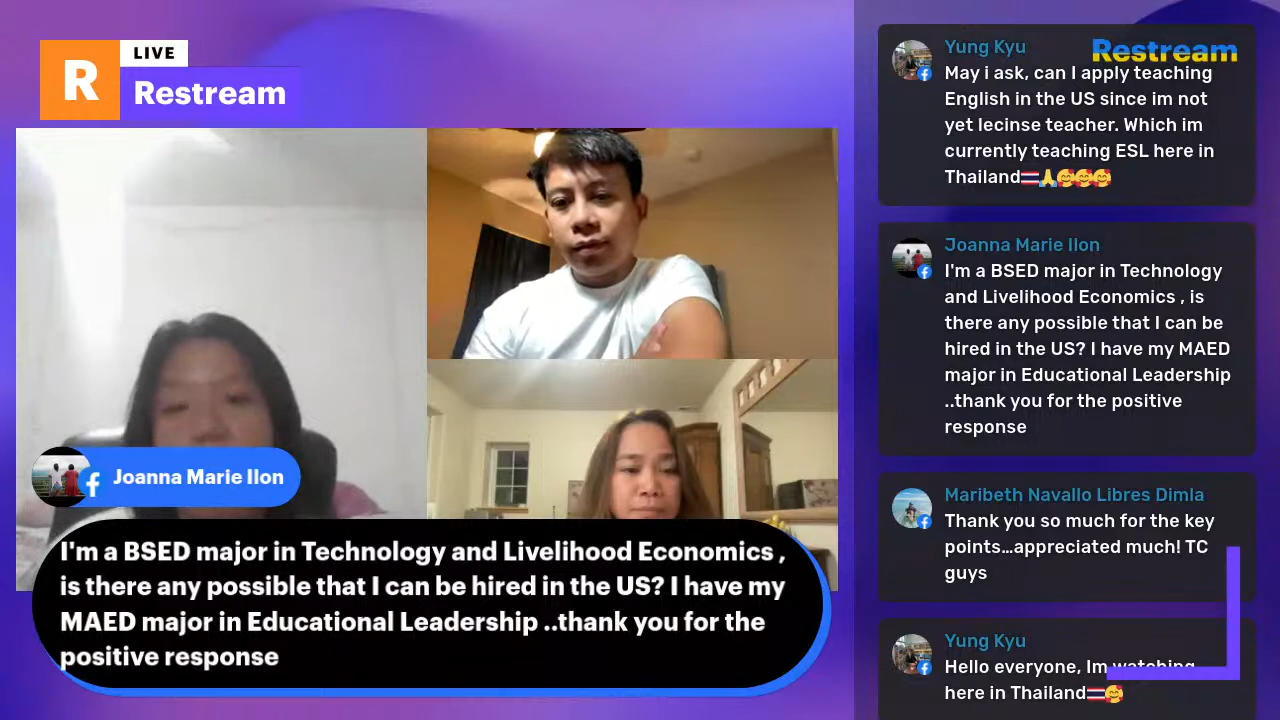 R
LIVE
Restream
Joanna Marie Ilon
I'm a BSED major in Technology and Livelihood Economics ,
is there any possible that I can be hired in the US? I have my
MAED major in Educational Leadership ..thank you for the
positive response
Restream
Yung Kyu
May i ask, can I apply teaching
English in the US since im not
yet lecinse teacher. Which im
currently teaching ESL here in
Thailand🇹🇭🙏🥰🥰🥰
Joanna Marie Ilon
I'm a BSED major in Technology
and Livelihood Economics , is
there any possible that I can be
hired in the US? I have my MAED
major in Educational Leadership
..thank you for the positive
response
Maribeth Navallo Libres Dimla
Thank you so much for the key
points…appreciated much! TC
guys
Yung Kyu
Hello everyone, Im watching
here in Thailand🇹🇭🥰